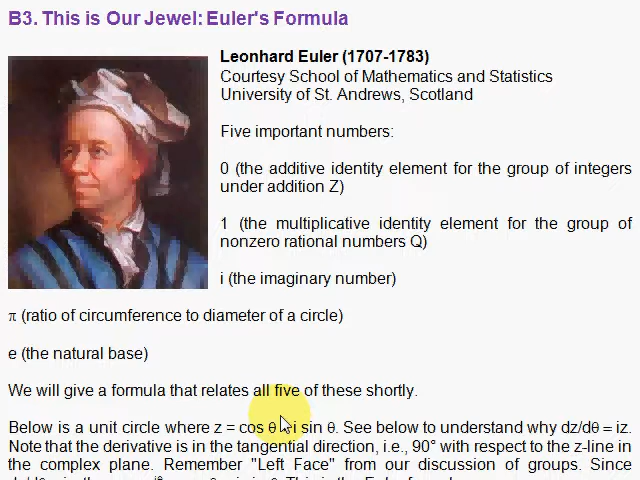 B3. This is Our Jewel: Euler's Formula
Leonhard Euler (1707-1783)
Courtesy School of Mathematics and Statistics
University of St. Andrews, Scotland
Five important numbers:
0 (the additive identity element for the group of integers
under addition Z)
1 (the multiplicative identity element for the group of
nonzero rational numbers Q)
i (the imaginary number)
π (ratio of circumference to diameter of a circle)
e (the natural base)
We will give a formula that relates all five of these shortly.
Below is a unit circle where z = cos θ i sin θ. See below to understand why dz/dθ = iz.
Note that the derivative is in the tangential direction, i.e., 90° with respect to the z-line in
the complex plane. Remember "Left Face" from our discussion of groups. Since